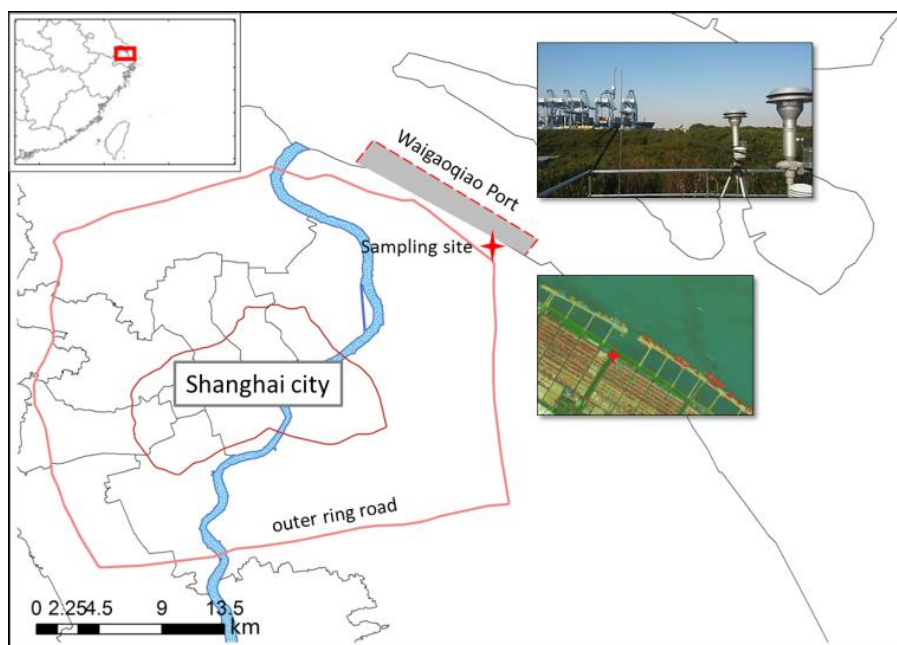 Waigaoqiao Port
Sampling site
Shanghai city
outer ring road
0 2.25 4.5 9 13.5
km